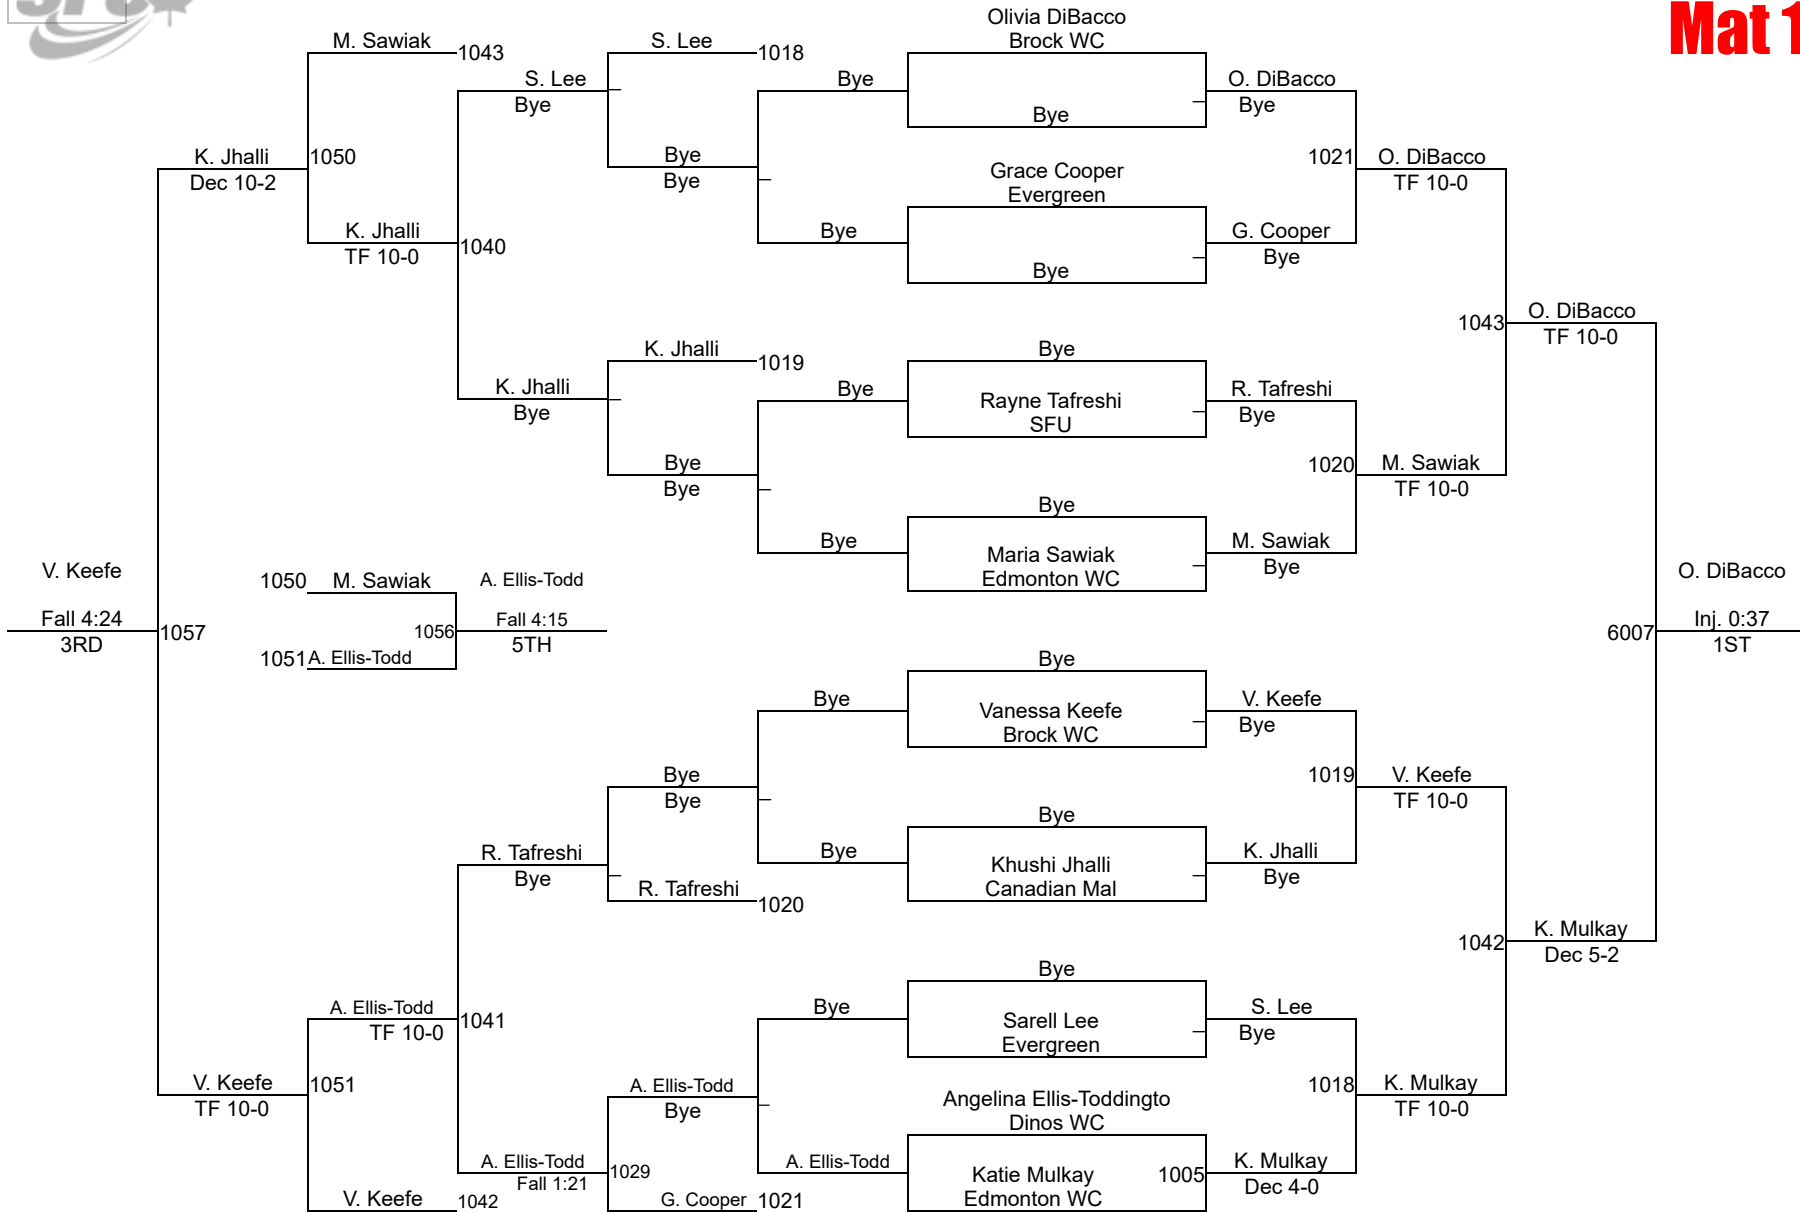 Mat 1
Olivia DiBacco
Brock WC
M. Sawiak
1043
S. Lee
1018
S. Lee
Bye
Bye
Bye
O. DiBacco
Bye
K. Jhalli
Dec 10-2
1050
Bye
Bye
Grace Cooper
Evergreen
1021
O. DiBacco
TF 10-0
K. Jhalli
TF 10-0
1040
Bye
Bye
G. Cooper
Bye
1043
O. DiBacco
TF 10-0
K. Jhalli
1019
Bye
K. Jhalli
Bye
Bye
Rayne Tafreshi
SFU
R. Tafreshi
Bye
Bye
Bye
1020
M. Sawiak
TF 10-0
Bye
Bye
Maria Sawiak
Edmonton WC
M. Sawiak
Bye
V. Keefe
Fall 4:24
3RD
1057
1050
M. Sawiak
1051
A. Ellis-Todd
1056
A. Ellis-Todd
Fall 4:15
5TH
6007
O. DiBacco
Inj. 0:37
1ST
Bye
Bye
Vanessa Keefe
Brock WC
V. Keefe
Bye
Bye
Bye
1019
V. Keefe
TF 10-0
Bye
R. Tafreshi
Bye
Bye
Khushi Jhalli
Canadian Mal
K. Jhalli
Bye
R. Tafreshi
1020
1042
K. Mulkay
Dec 5-2
Bye
A. Ellis-Todd
TF 10-0
1041
Bye
Sarell Lee
Evergreen
S. Lee
Bye
V. Keefe
TF 10-0
1051
A. Ellis-Todd
Bye
Angelina Ellis-Toddingto
Dinos WC
1018
K. Mulkay
TF 10-0
A. Ellis-Todd
Fall 1:21
1029
A. Ellis-Todd
Katie Mulkay
Edmonton WC
1005
K. Mulkay
Dec 4-0
V. Keefe
1042
G. Cooper
1021